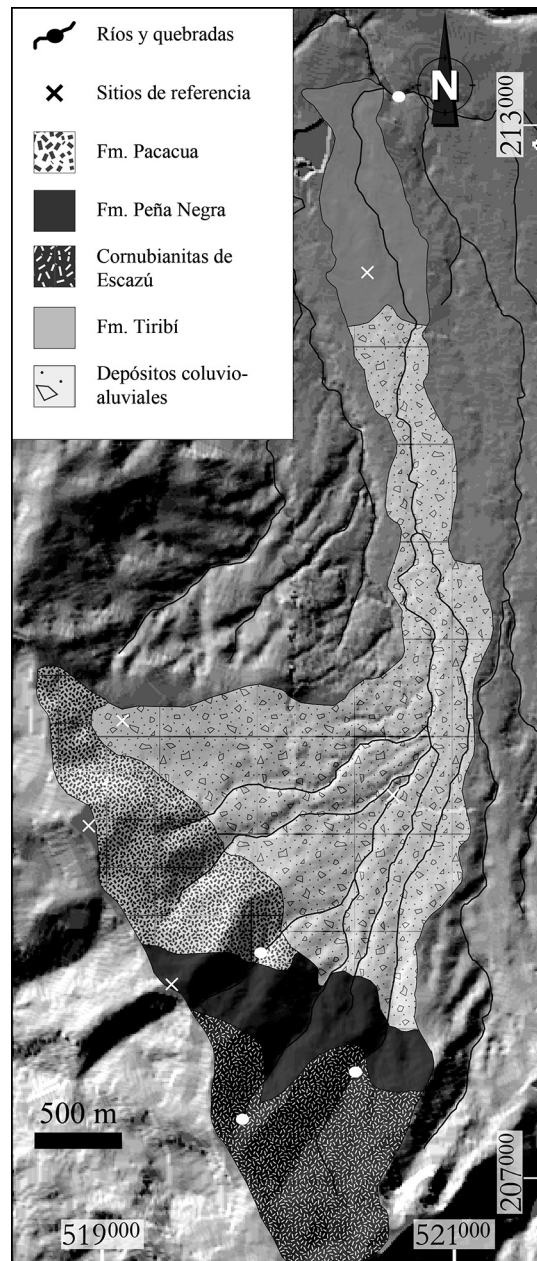 Ríos y quebradas
Sitios de referencia
Fm. Pacacua
Fm. Peña Negra
Cornubianitas de
Escazú
Fm. Tiribí
Depósitos coluvio-
aluviales
N
213000
500 m
207000
519000
521000